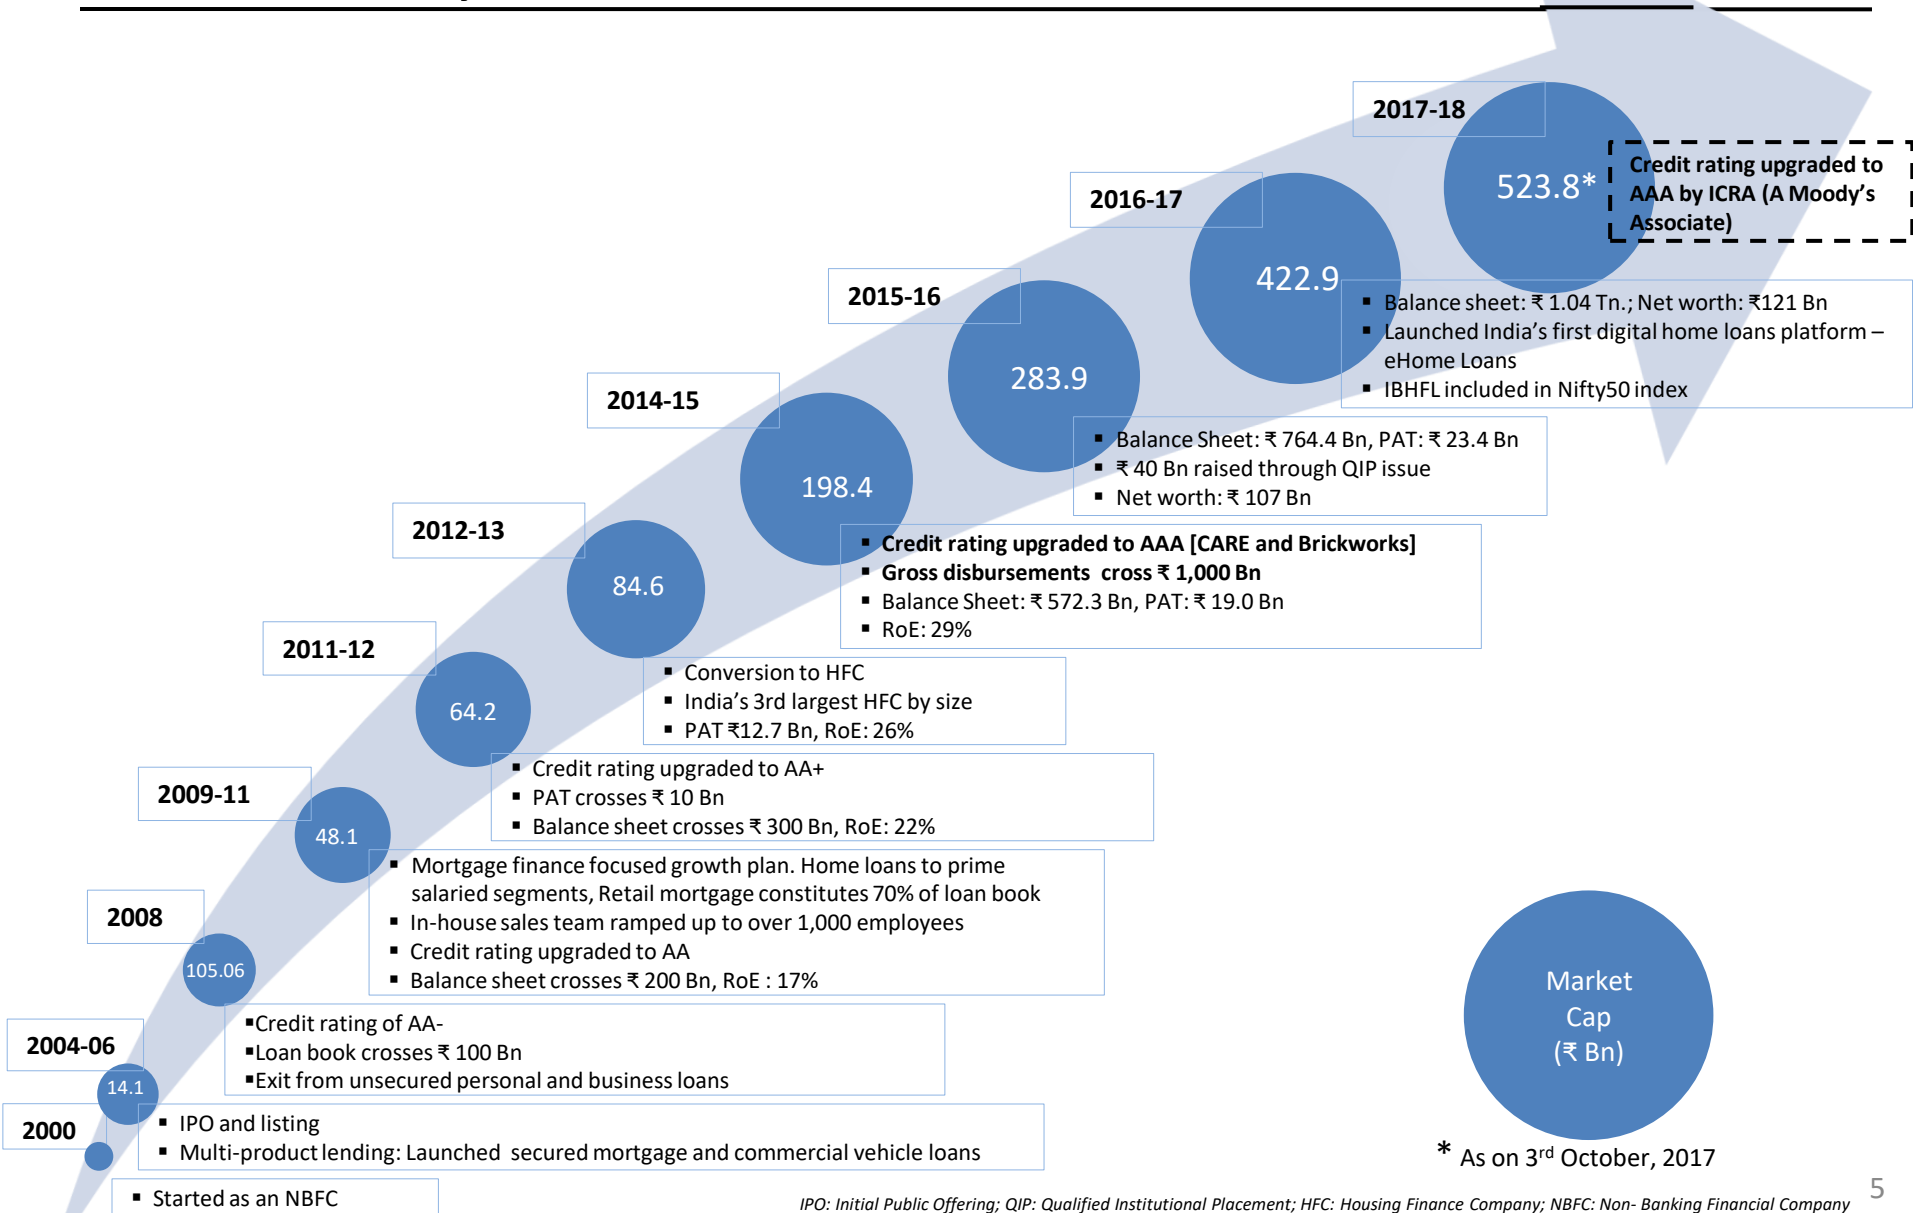 2017-18
523.8*
Credit rating upgraded to
AAA by ICRA (A Moody’s
Associate)
2016-17
422.9
▪ Balance sheet: ₹ 1.04 Tn.; Net worth: ₹121 Bn
▪ Launched India’s first digital home loans platform –
eHome Loans
▪ IBHFL included in Nifty50 index
2015-16
283.9
▪ Balance Sheet: ₹ 764.4 Bn, PAT: ₹ 23.4 Bn
▪ ₹ 40 Bn raised through QIP issue
▪ Net worth: ₹ 107 Bn
2014-15
198.4
▪ Credit rating upgraded to AAA [CARE and Brickworks]
▪ Gross disbursements cross ₹ 1,000 Bn
▪ Balance Sheet: ₹ 572.3 Bn, PAT: ₹ 19.0 Bn
▪ RoE: 29%
2012-13
84.6
▪ Conversion to HFC
▪ India’s 3rd largest HFC by size
▪ PAT ₹12.7 Bn, RoE: 26%
2011-12
64.2
▪ Credit rating upgraded to AA+
▪ PAT crosses ₹ 10 Bn
▪ Balance sheet crosses ₹ 300 Bn, RoE: 22%
2009-11
48.1
▪ Mortgage finance focused growth plan. Home loans to prime
salaried segments, Retail mortgage constitutes 70% of loan book
▪ In-house sales team ramped up to over 1,000 employees
▪ Credit rating upgraded to AA
▪ Balance sheet crosses ₹ 200 Bn, RoE : 17%
2008
105.06
▪Credit rating of AA-
▪Loan book crosses ₹ 100 Bn
▪Exit from unsecured personal and business loans
2004-06
14.1
▪ IPO and listing
▪ Multi-product lending: Launched secured mortgage and commercial vehicle loans
2000
▪ Started as an NBFC
Market
Cap
(₹ Bn)
* As on 3rd October, 2017
IPO: Initial Public Offering; QIP: Qualified Institutional Placement; HFC: Housing Finance Company; NBFC: Non- Banking Financial Company
5